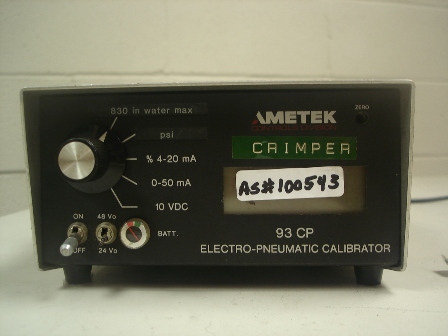 830 in water max
psi
% 4-20 mA
0-50 mA
10 VDC
ON
OFF
48 Vo
24 Vo
BATT.
AMETEK
ZERO
CRIMPER
AS#100543
93 CP
ELECTRO-PNEUMATIC CALIBRATOR